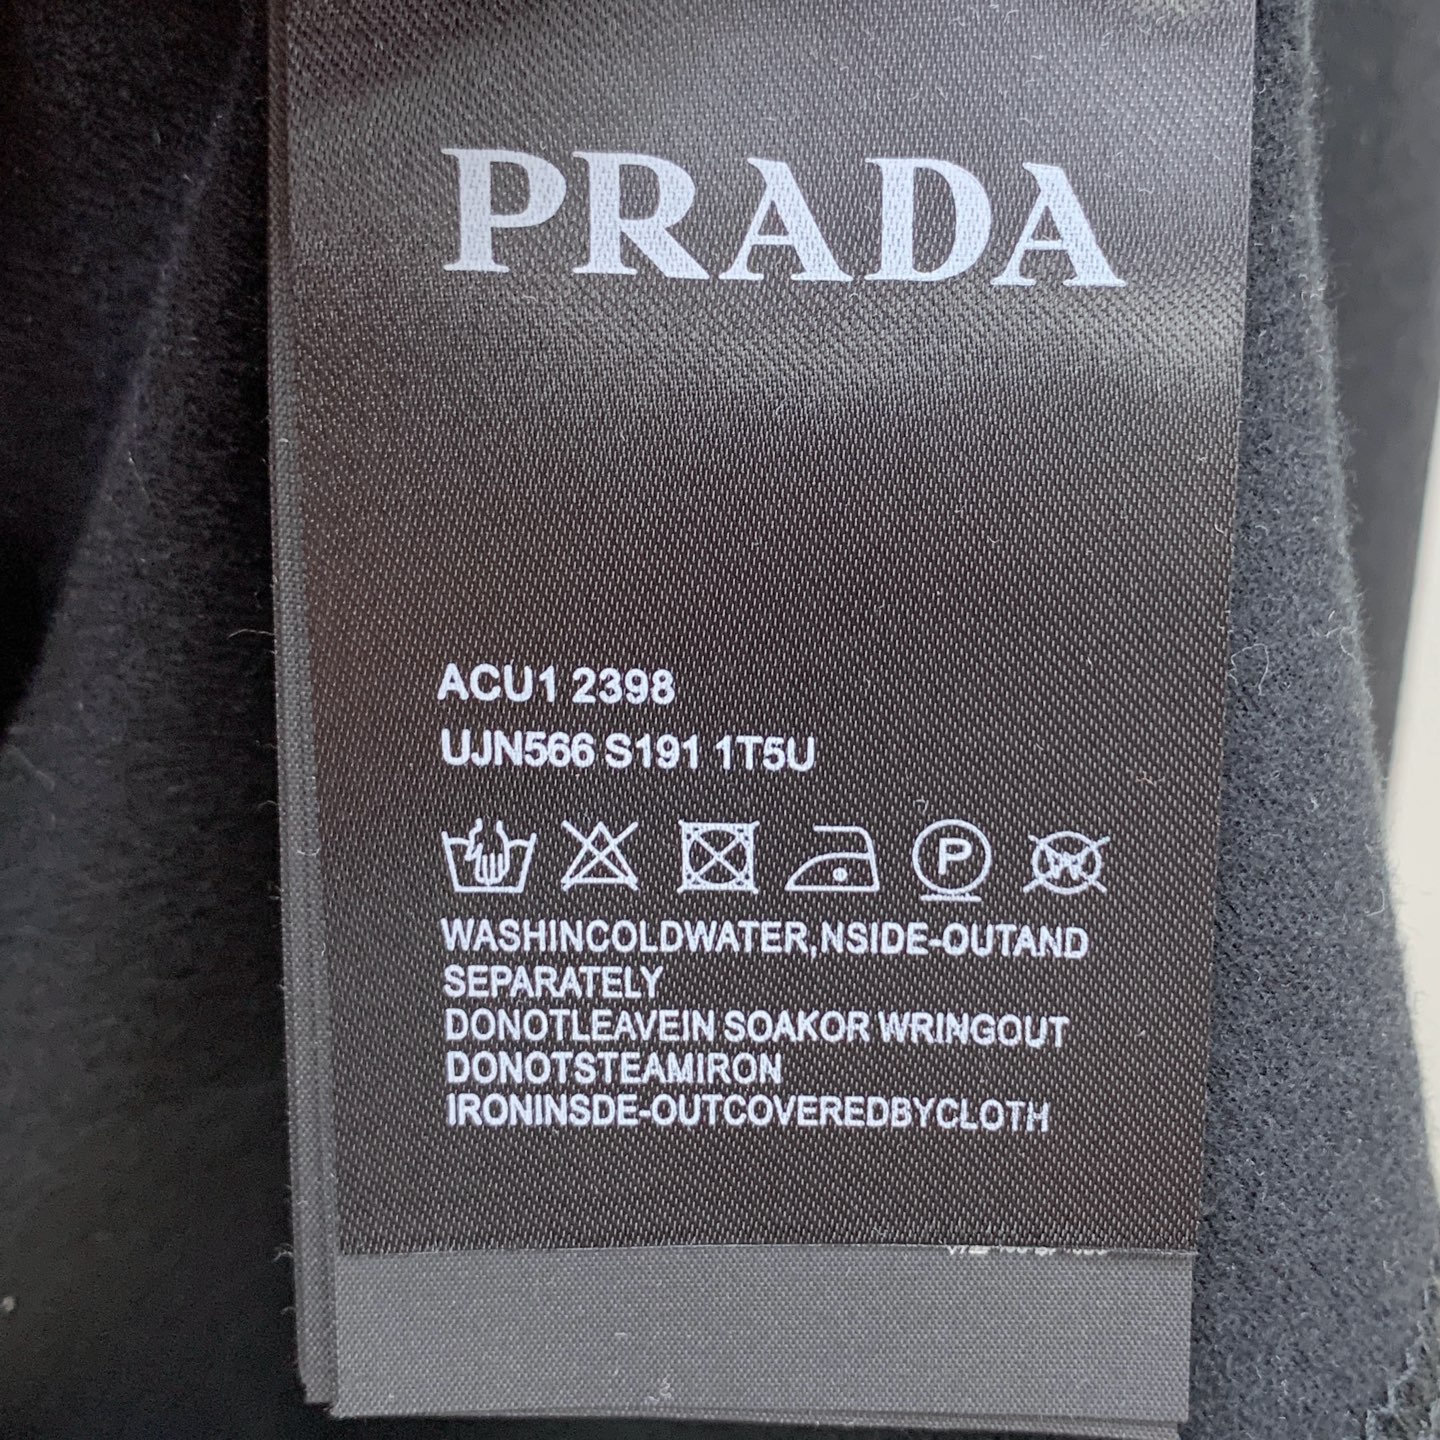 PRADA
ACU1 2398
UJN566 S191 1T5U
P
WASHINCOLDWATER,NSIDE-OUTAND
SEPARATELY
DONOTLEAVEIN SOAKOR WRINGOUT
DONOTSTEAMIRON
IRONINSDE-OUTCOVEREDBYCLOTH